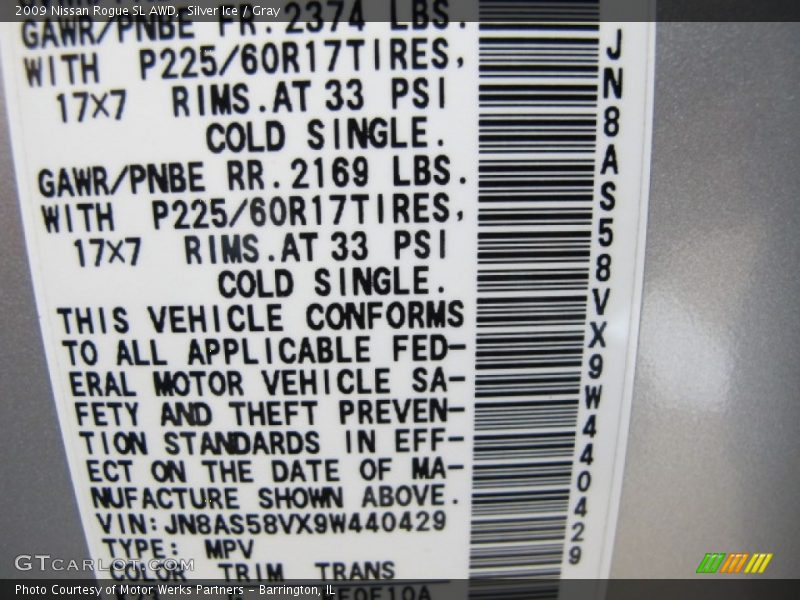 2009 Nissan Rogue SL AWD, Silver Ice / Gray
GAWR/PNBE FR. 2374 LBS.
WITH P225/60R17TIRES,
17×7 RIMS.AT 33 PSI
COLD SINGLE.
GAWR/PNBE RR. 2169 LBS.
WITH P225/60R17TIRES,
17×7 RIMS.AT 33 PSI
COLD SINGLE.
THIS VEHICLE CONFORMS
TO ALL APPLICABLE FED-
ERAL MOTOR VEHICLE SA-
FETY AND THEFT PREVEN-
TION STANDARDS IN EFF-
ECT ON THE DATE OF MA-
NUFACTURE SHOWN ABOVE.
VIN: JN8AS58VX9W440429
TYPE: MPV
COLOR TRIM TRANS
JN8AS58VX9W440429
GTCARLOT.COM
Photo Courtesy of Motor Werks Partners – Barrington, IL